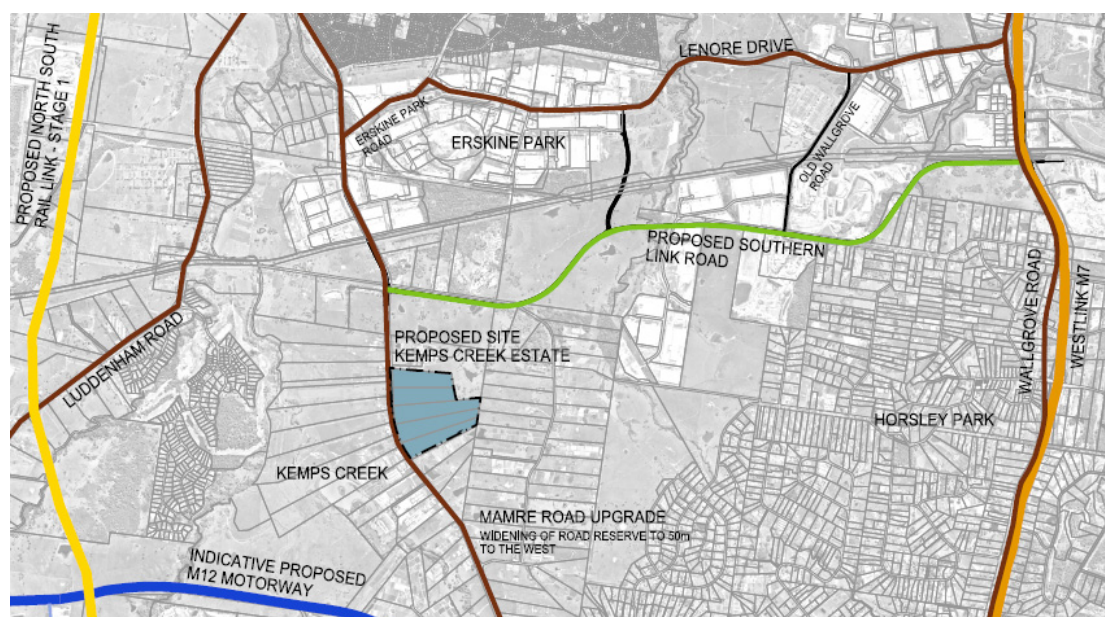 PROPOSED NORTH SOUTH
RAIL LINK - STAGE 1
LENORE DRIVE
ERSKINE PARK
ROAD
ERSKINE PARK
OLD WALLGROVE
ROAD
PROPOSED SOUTHERN
LINK ROAD
WALLGROVE ROAD
WESTLINK M7
LUDDENHAM ROAD
PROPOSED SITE
KEMPS CREEK ESTATE
HORSLEY PARK
KEMPS CREEK
MAMRE ROAD UPGRADE
WIDENING OF ROAD RESERVE TO 50m
TO THE WEST
INDICATIVE PROPOSED
M12 MOTORWAY